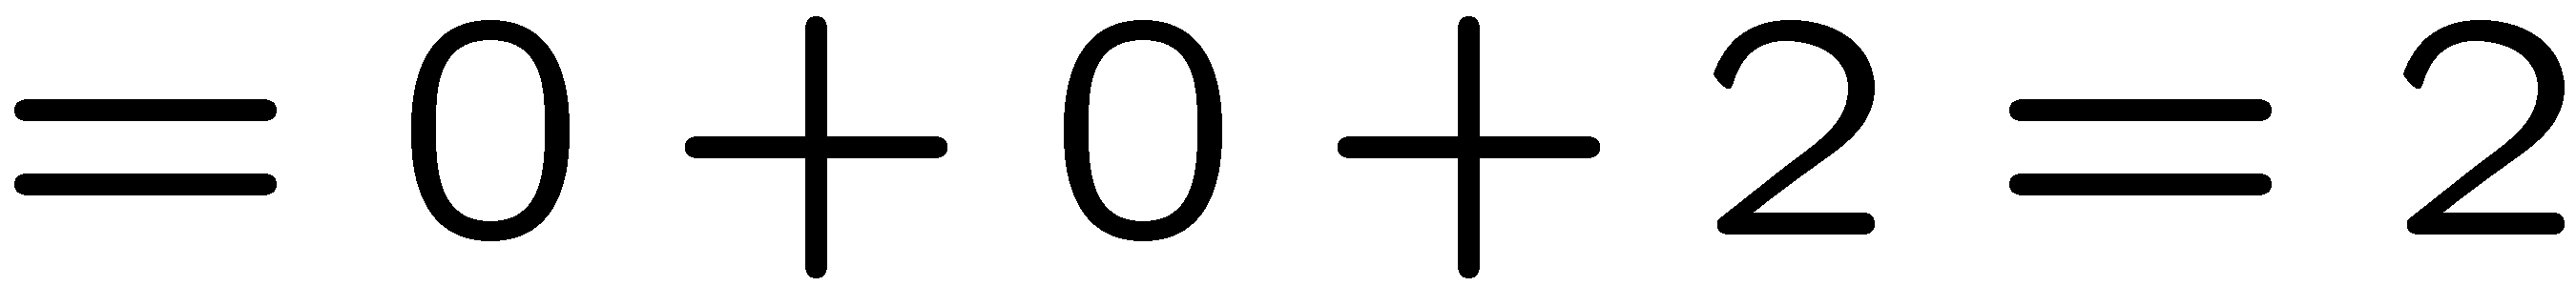 = 0 + 0 + 2 = 2